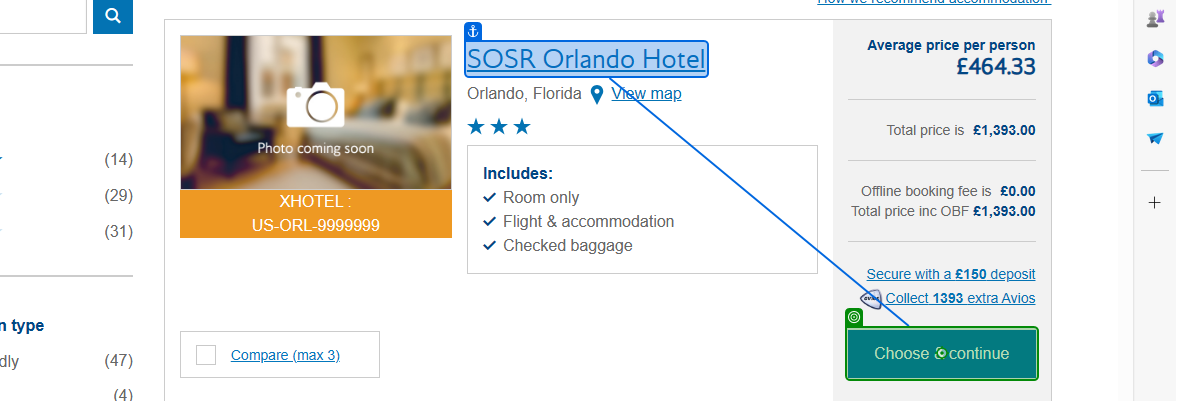 How we recommend accommodation
SOSR Orlando Hotel
Orlando, Florida View map
Photo coming soon
XHOTEL :
US-ORL-9999999
Includes:
Room only
Flight & accommodation
Checked baggage
Compare (max 3)
Average price per person
£464.33
Total price is £1,393.00
Offline booking fee is £0.00
Total price inc OBF £1,393.00
Secure with a £150 deposit
Collect 1393 extra Avios
Choose & continue
(14)
(29)
(31)
n type
dly (47)
(4)